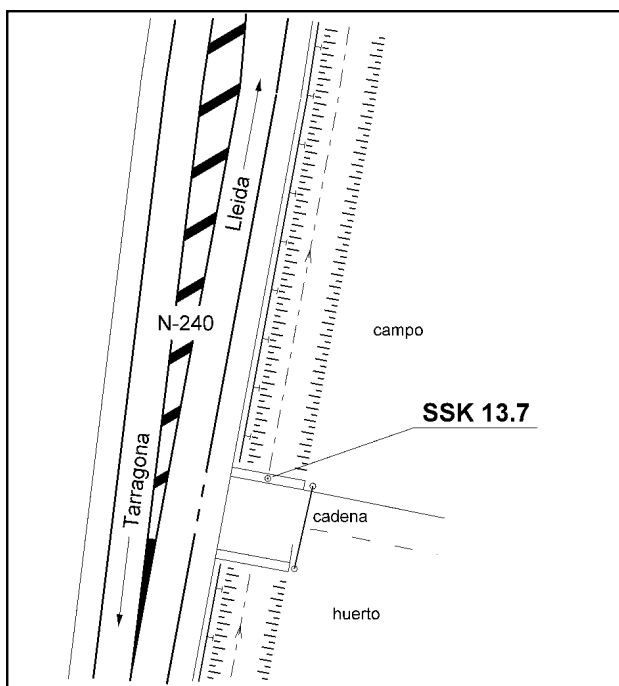 Lleida
N-240
campo
SSK 13.7
Tarragona
cadena
huerto